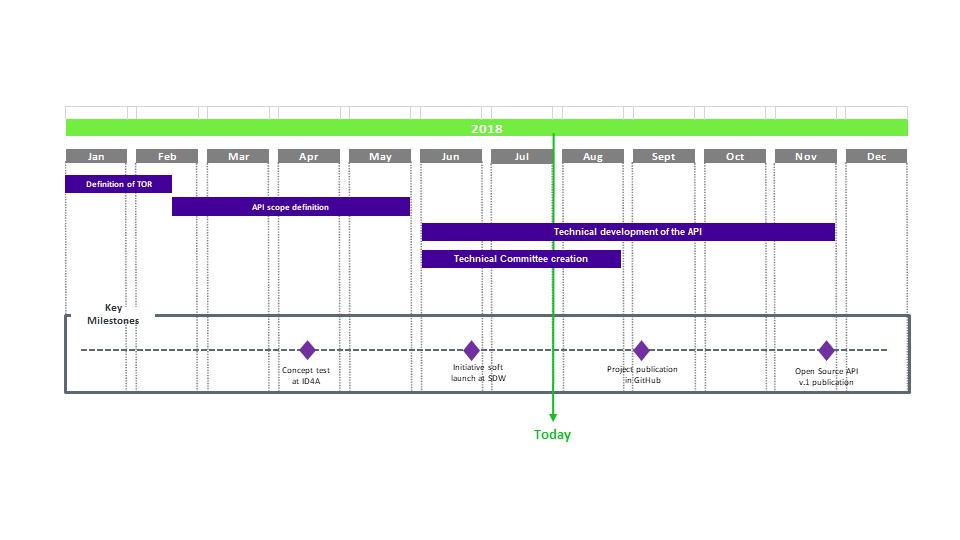 2018
Jan Feb Mar Apr May Jun Jul Aug Sept Oct Nov Dec
Definition of TOR
API scope definition
Technical development of the API
Technical Committee creation
Key
Milestones
Concept test
at ID4A
Initiative soft
launch at SDW
Project publication
in GitHub
Open Source API
v.1 publication
Today